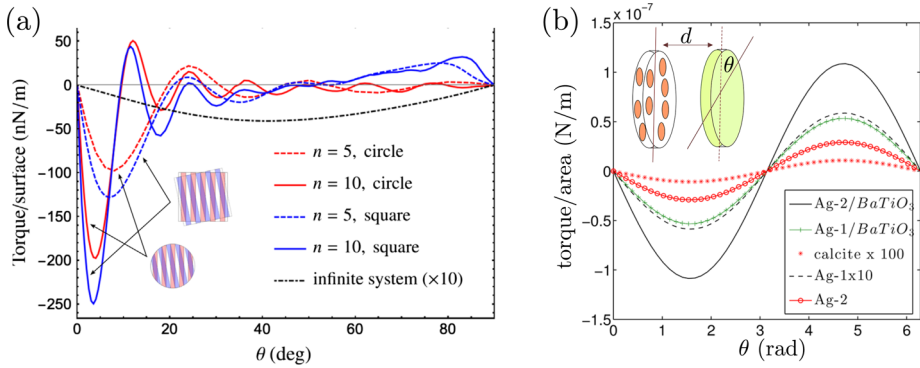 (a)
Torque/surface (nN/m)
50
0
−50
−100
−150
−200
−250
0
20
40
60
80
θ (deg)
n = 5, circle
n = 10, circle
n = 5, square
n = 10, square
infinite system (×10)
(b)
×10⁻⁷
torque/area (N/m)
1.5
1
0.5
0
−0.5
−1
−1.5
0
1
2
3
4
5
6
θ (rad)
d
θ
Ag-2/BaTiO₃
Ag-1/BaTiO₃
calcite x 100
Ag-1x10
Ag-2